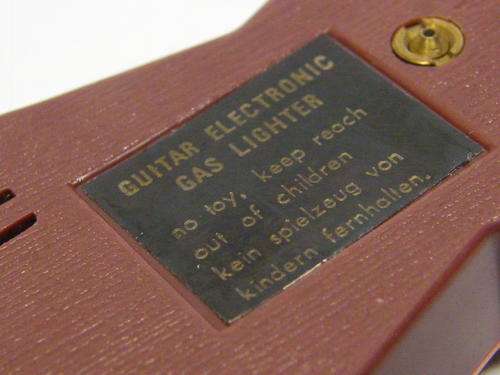 GUITAR ELECTRONIC
GAS LIGHTER
no toy, keep reach
out of children
kein spielzeug von
kindern fernhalten.